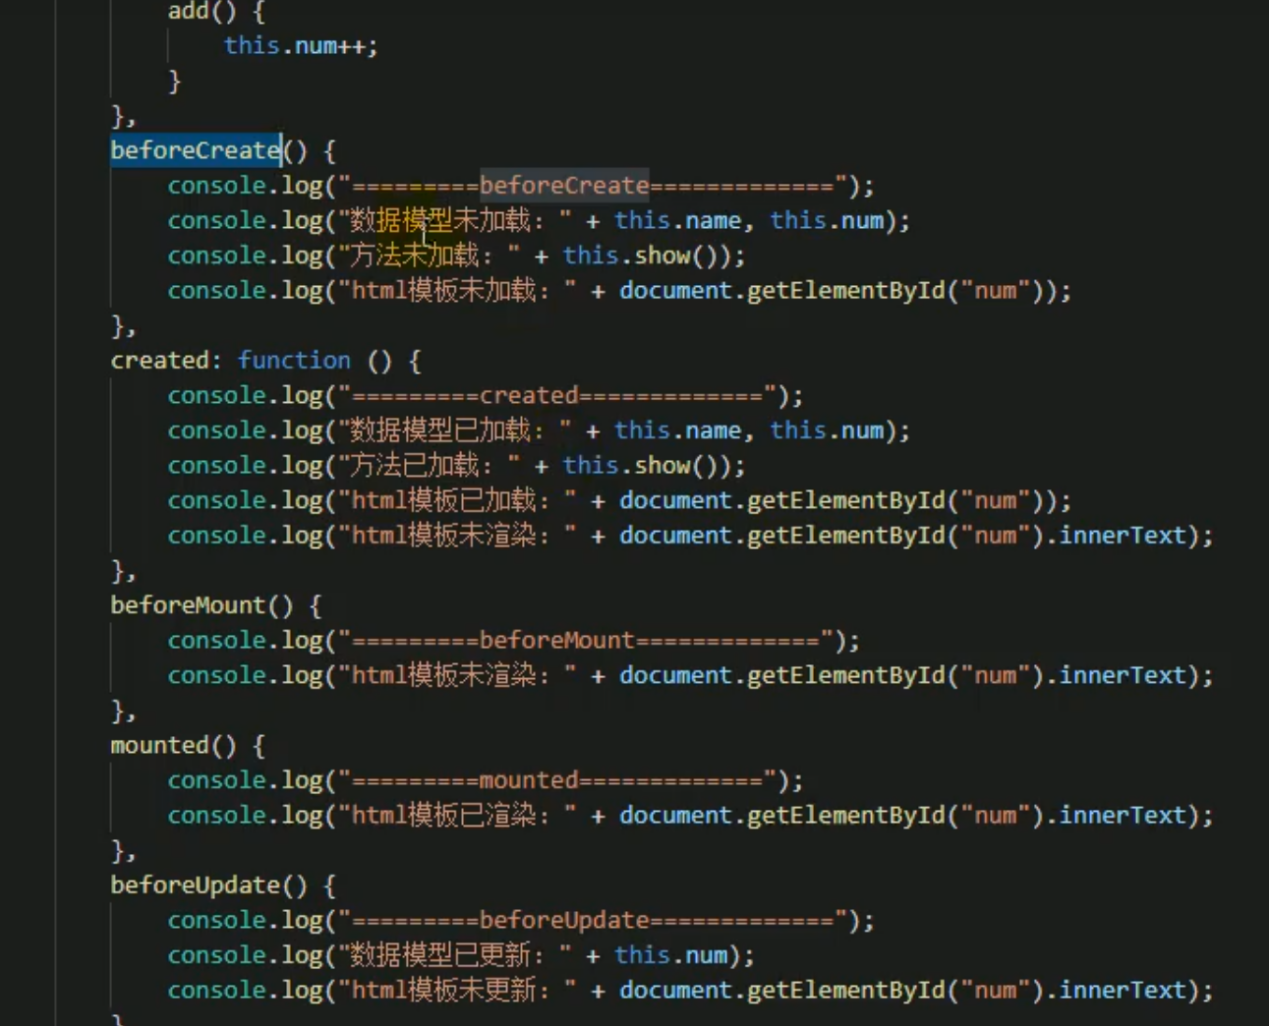 add() {
this.num++;
}
},
beforeCreate() {
console.log("=========beforeCreate=============");
console.log("数据模型未加载：" + this.name, this.num);
console.log("方法未加载：" + this.show());
console.log("html模板未加载：" + document.getElementById("num"));
},
created: function () {
console.log("=========created=============");
console.log("数据模型已加载：" + this.name, this.num);
console.log("方法已加载：" + this.show());
console.log("html模板已加载：" + document.getElementById("num"));
console.log("html模板未渲染：" + document.getElementById("num").innerText);
},
beforeMount() {
console.log("=========beforeMount=============");
console.log("html模板未渲染：" + document.getElementById("num").innerText);
},
mounted() {
console.log("=========mounted=============");
console.log("html模板已渲染：" + document.getElementById("num").innerText);
},
beforeUpdate() {
console.log("=========beforeUpdate=============");
console.log("数据模型已更新：" + this.num);
console.log("html模板未更新：" + document.getElementById("num").innerText);
}